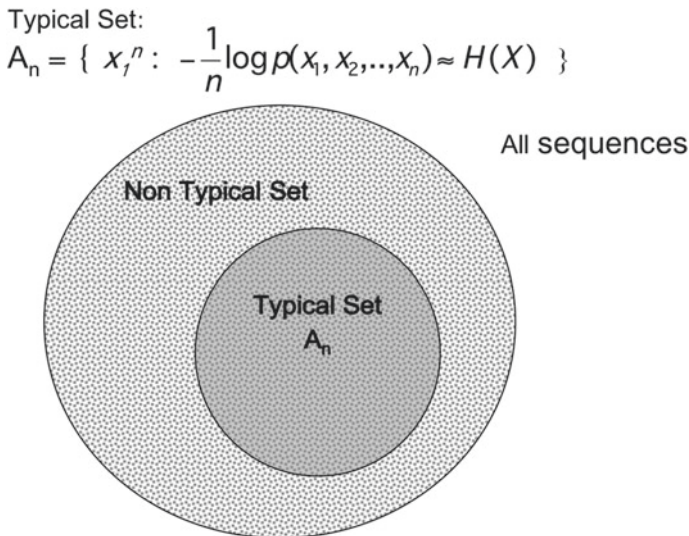 Typical Set:
Aₙ = { x₁ⁿ : -1/n log p(x₁, x₂,..,xₙ) ≈ H(X) }
All sequences
Non Typical Set
Typical Set
Aₙ